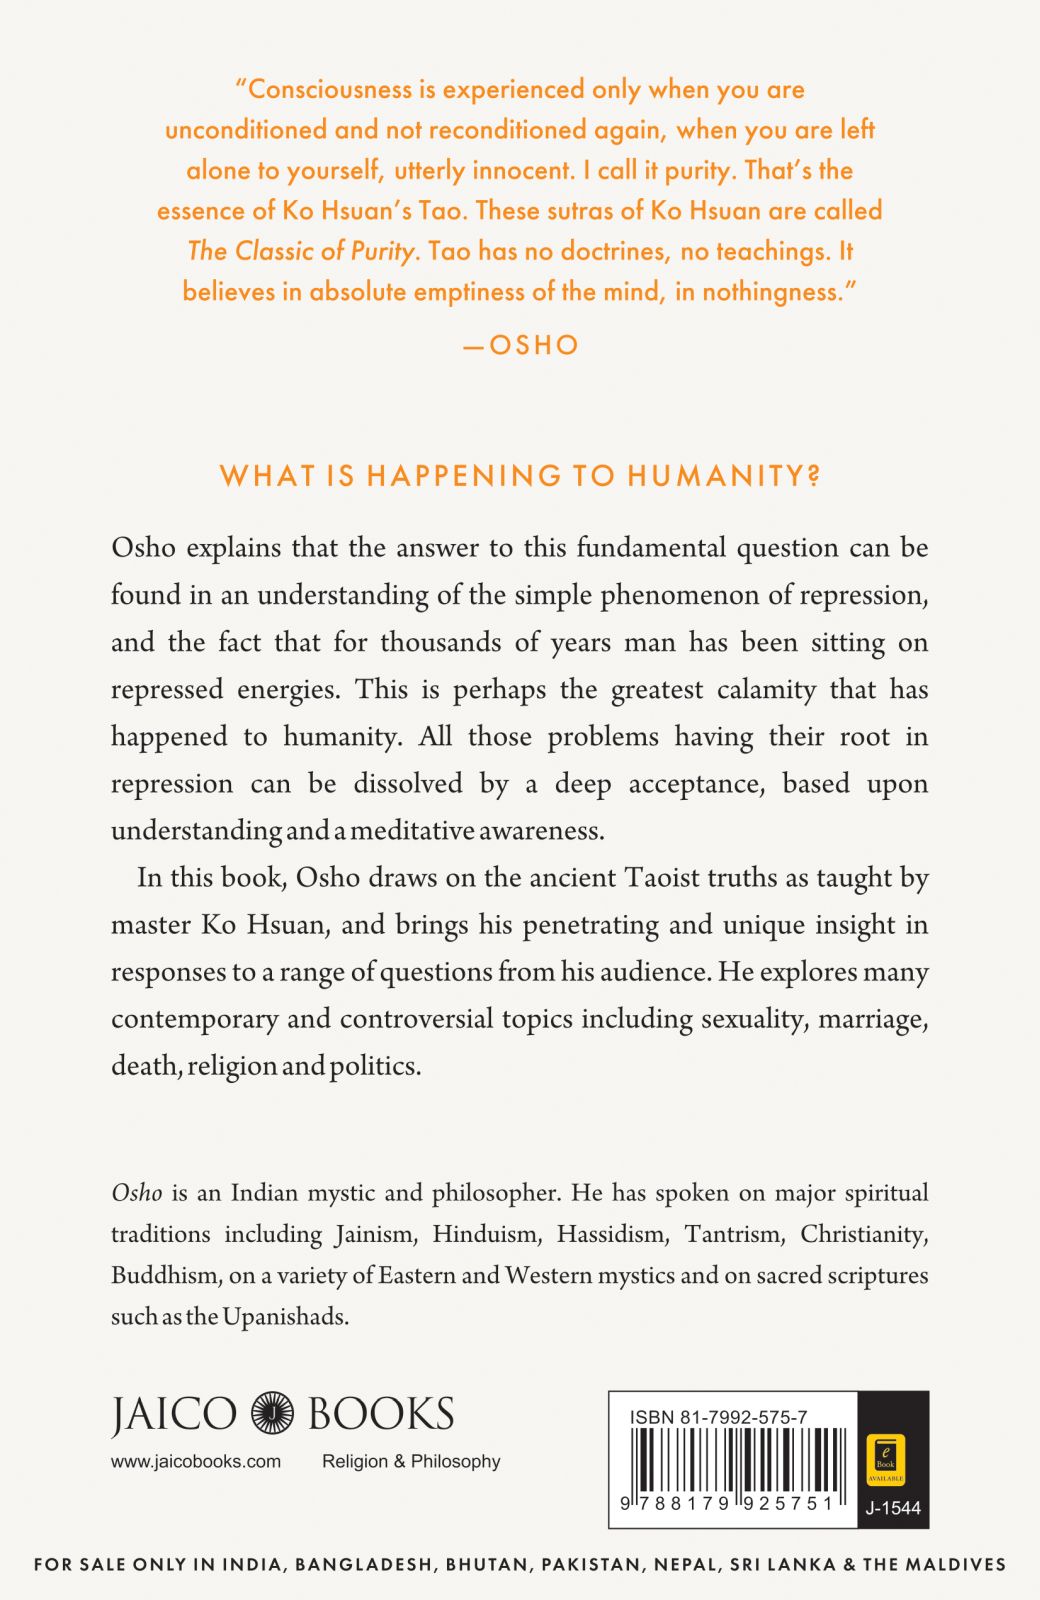 “Consciousness is experienced only when you are
unconditioned and not reconditioned again, when you are left
alone to yourself, utterly innocent. I call it purity. That’s the
essence of Ko Hsuan’s Tao. These sutras of Ko Hsuan are called
The Classic of Purity. Tao has no doctrines, no teachings. It
believes in absolute emptiness of the mind, in nothingness.”
—OSHO
WHAT IS HAPPENING TO HUMANITY?
Osho explains that the answer to this fundamental question can be
found in an understanding of the simple phenomenon of repression,
and the fact that for thousands of years man has been sitting on
repressed energies. This is perhaps the greatest calamity that has
happened to humanity. All those problems having their root in
repression can be dissolved by a deep acceptance, based upon
understanding and a meditative awareness.
In this book, Osho draws on the ancient Taoist truths as taught by
master Ko Hsuan, and brings his penetrating and unique insight in
responses to a range of questions from his audience. He explores many
contemporary and controversial topics including sexuality, marriage,
death, religion and politics.
Osho is an Indian mystic and philosopher. He has spoken on major spiritual
traditions including Jainism, Hinduism, Hassidism, Tantrism, Christianity,
Buddhism, on a variety of Eastern and Western mystics and on sacred scriptures
such as the Upanishads.
JAICO J BOOKS
www.jaicobooks.com Religion & Philosophy
ISBN 81-7992-575-7
9 788179 925751
e
Book
AVAILABLE
J-1544
FOR SALE ONLY IN INDIA, BANGLADESH, BHUTAN, PAKISTAN, NEPAL, SRI LANKA & THE MALDIVES